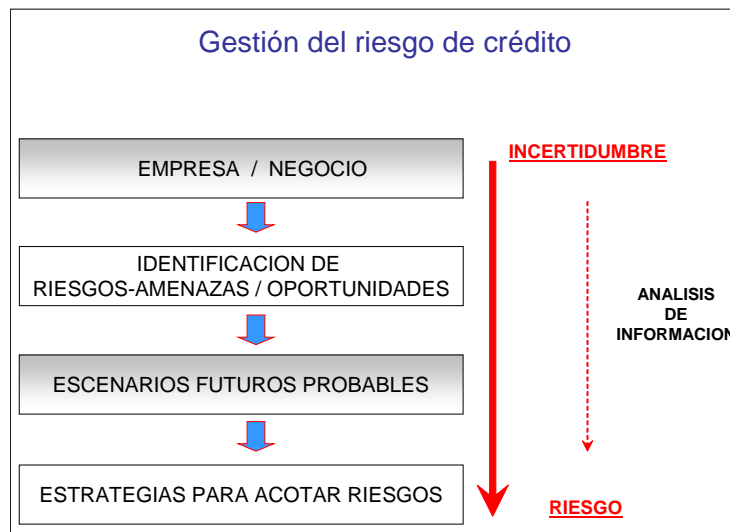 Gestión del riesgo de crédito
EMPRESA / NEGOCIO
INCERTIDUMBRE
IDENTIFICACION DE
RIESGOS-AMENAZAS / OPORTUNIDADES
ANALISIS
DE
INFORMACION
ESCENARIOS FUTUROS PROBABLES
ESTRATEGIAS PARA ACOTAR RIESGOS
RIESGO